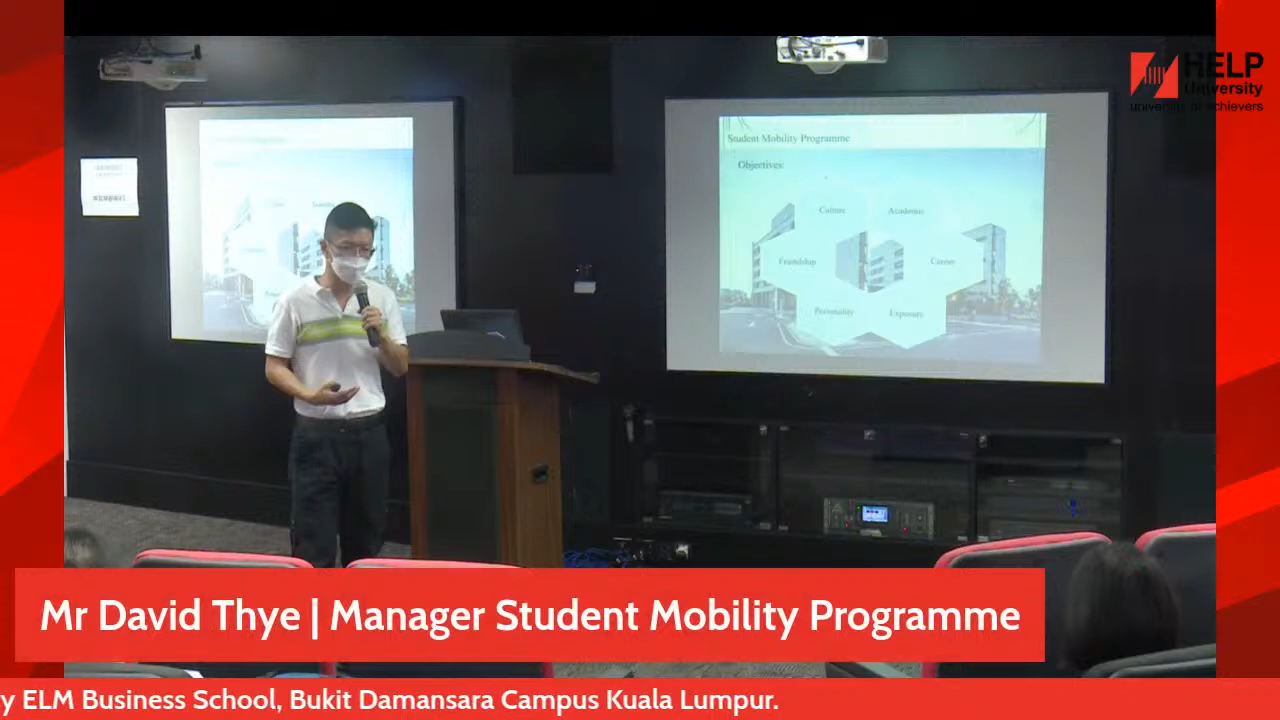 HELP
University
university of achievers
Student Mobility Programme
Objectives:
Culture
Academic
Friendship
Career
Personality
Exposure
Mr David Thye | Manager Student Mobility Programme
y ELM Business School, Bukit Damansara Campus Kuala Lumpur.